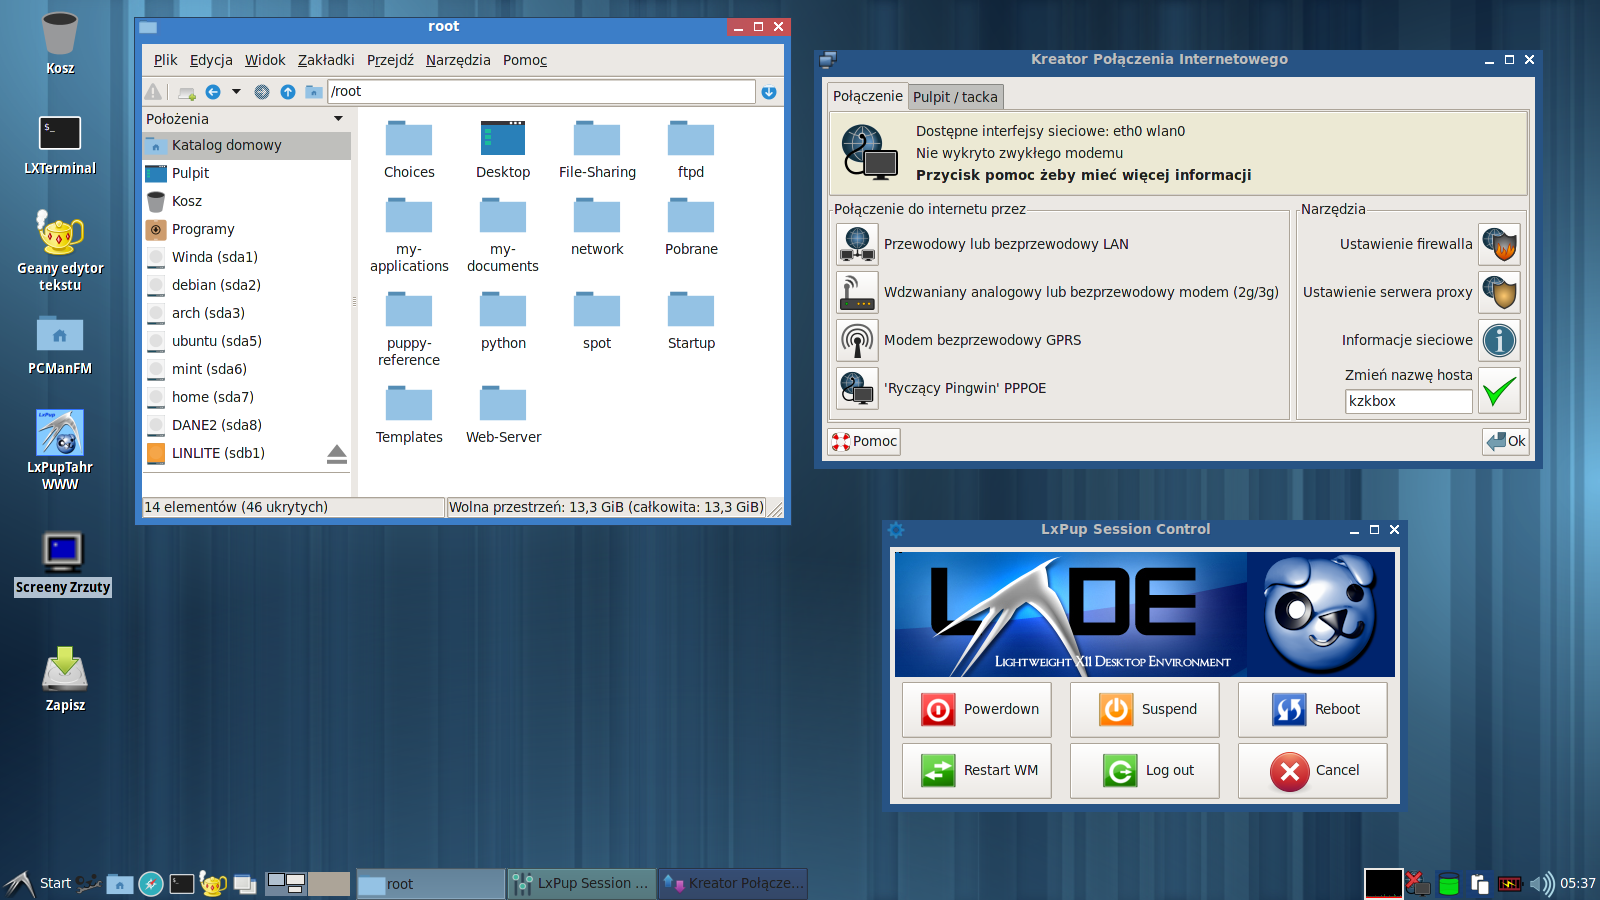 Kosz
LXTerminal
Geany edytor
tekstu
PCManFM
LxPup
LxPupTahr
WWW
Screeny Zrzuty
Zapisz
root
Plik Edycja Widok Zakładki Przejdź Narzędzia Pomoc
/root
Położenia
Katalog domowy
Pulpit
Kosz
Programy
Winda (sda1)
debian (sda2)
arch (sda3)
ubuntu (sda5)
mint (sda6)
home (sda7)
DANE2 (sda8)
LINLITE (sdb1)
Choices
Desktop
File-Sharing
ftpd
my-
applications
my-
documents
network
Pobrane
puppy-
reference
python
spot
Startup
Templates
Web-Server
14 elementów (46 ukrytych)
Wolna przestrzeń: 13,3 GiB (całkowita: 13,3 GiB)
Kreator Połączenia Internetowego
Połączenie
Pulpit / tacka
Dostępne interfejsy sieciowe: eth0 wlan0
Nie wykryto zwykłego modemu
Przycisk pomoc żeby mieć więcej informacji
Połączenie do internetu przez
Przewodowy lub bezprzewodowy LAN
Wdzwaniany analogowy lub bezprzewodowy modem (2g/3g)
Modem bezprzewodowy GPRS
'Ryczący Pingwin' PPPOE
Narzędzia
Ustawienie firewalla
Ustawienie serwera proxy
Informacje sieciowe
Zmień nazwę hosta
kzkbox
Pomoc
Ok
LxPup Session Control
LXDE
Lightweight X11 Desktop Environment
Powerdown
Suspend
Reboot
Restart WM
Log out
Cancel
Start
root
LxPup Session ...
Kreator Połącze...
05:37